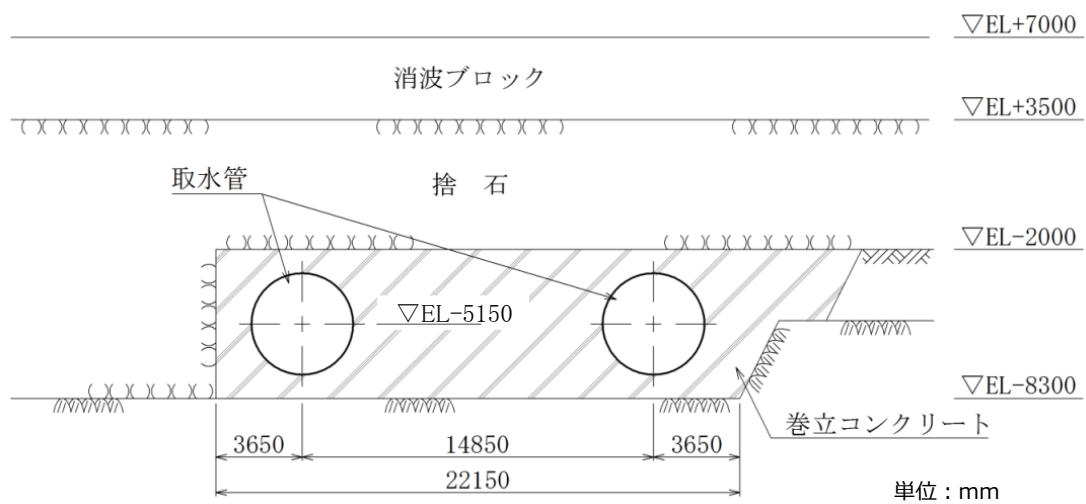 ▽EL+7000
消波ブロック
▽EL+3500
取水管
捨 石
▽EL-2000
▽EL-5150
▽EL-8300
巻立コンクリート
3650
14850
3650
22150
単位：mm